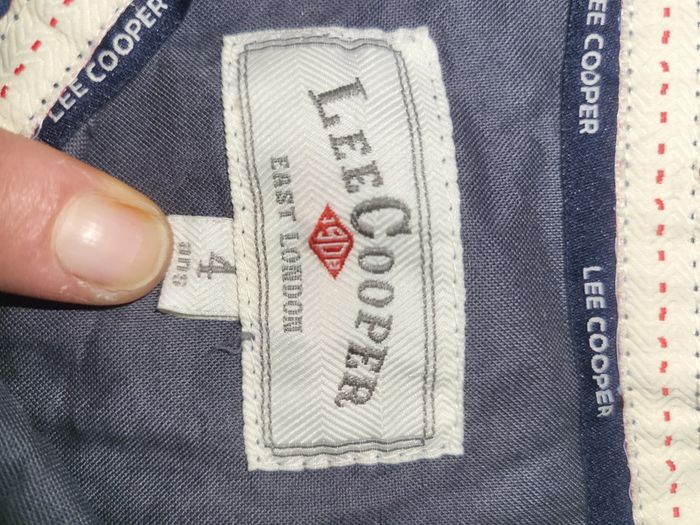 LEE COOPER
LEE COOPER
1908
EAST LONDON
4
ans
LEE COOPER
LEE COOPER